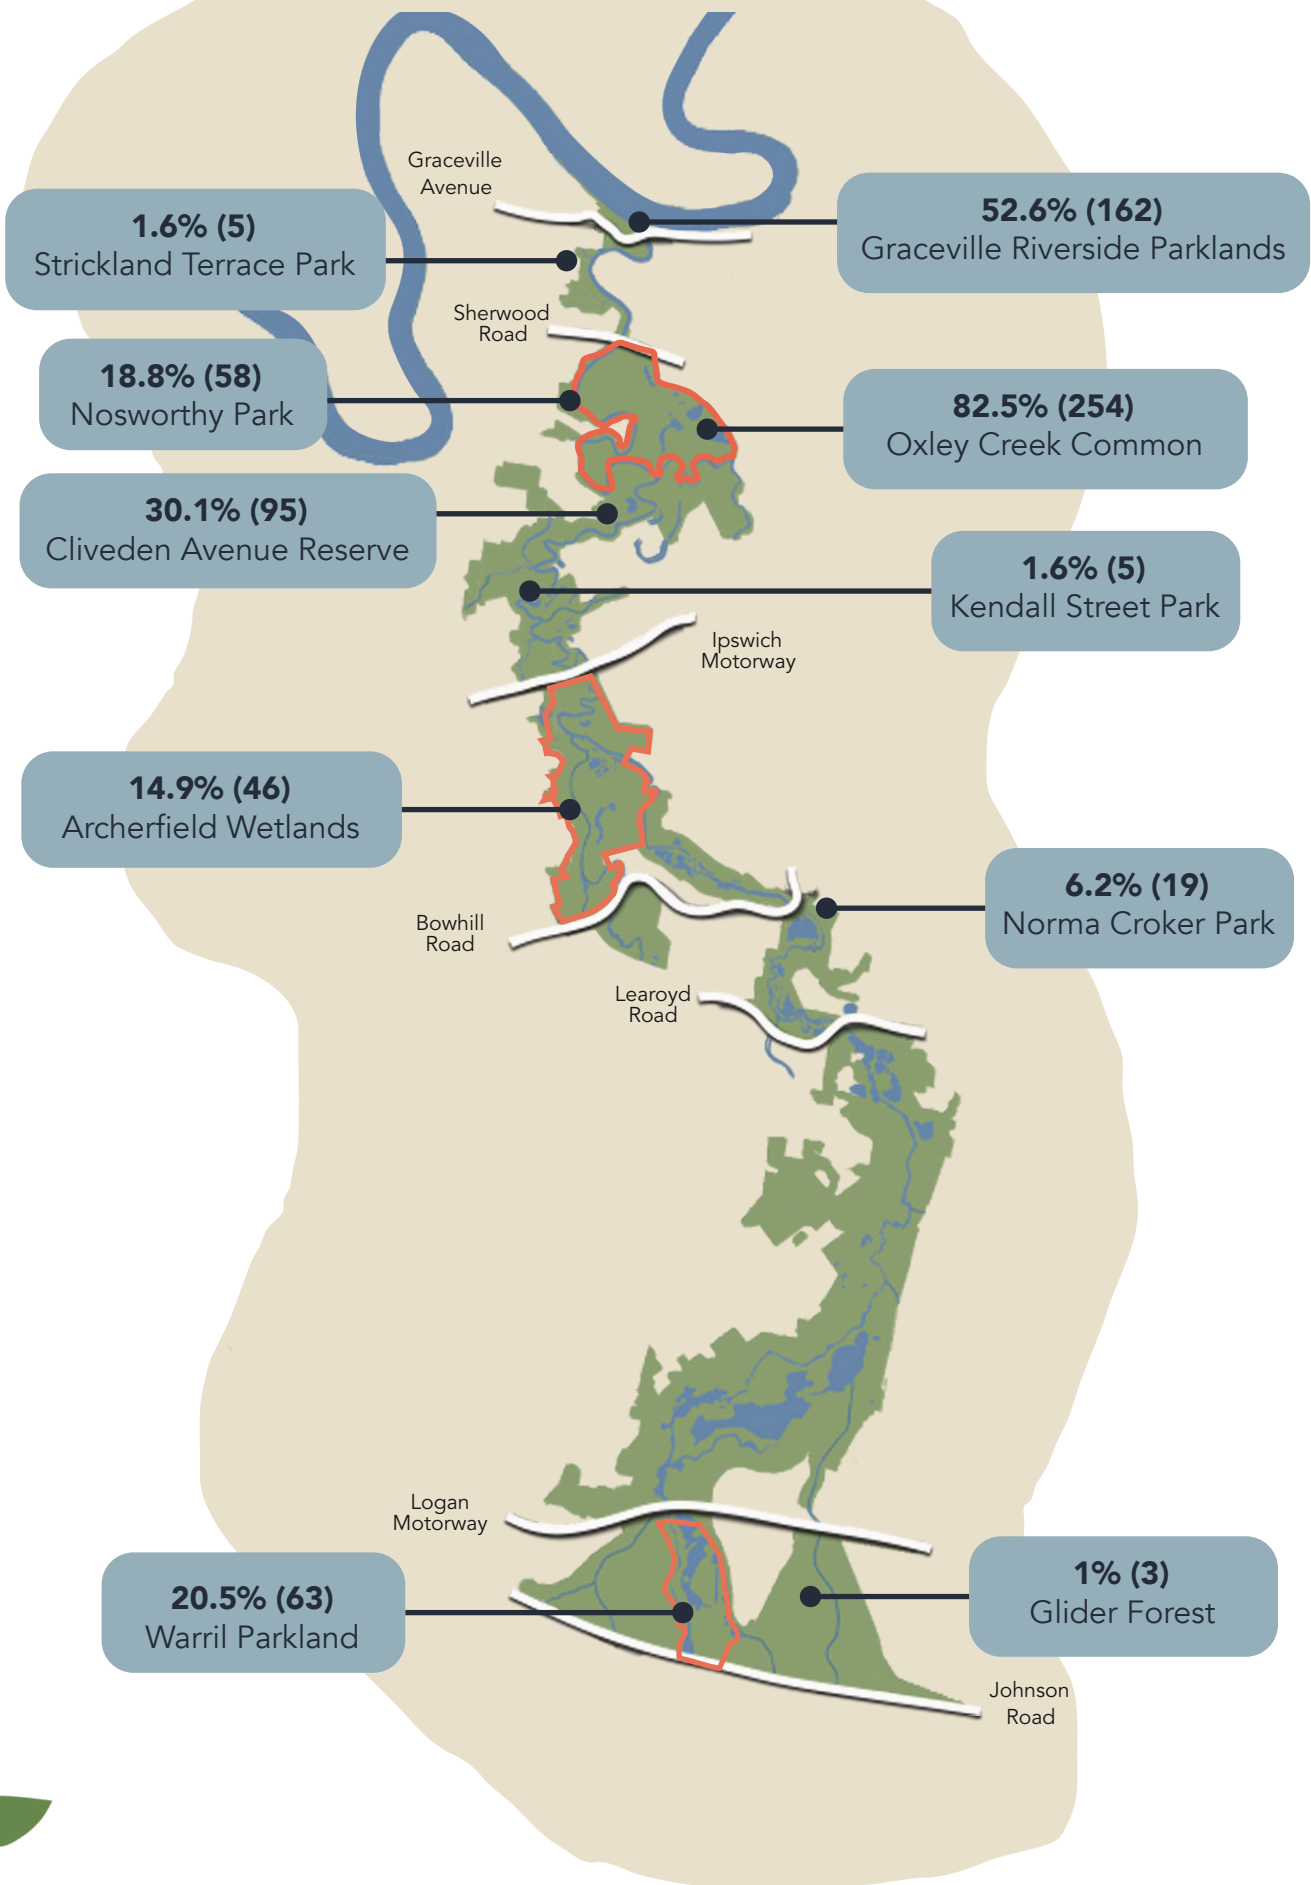 Graceville
Avenue
52.6% (162)
Graceville Riverside Parklands
1.6% (5)
Strickland Terrace Park
Sherwood
Road
18.8% (58)
Nosworthy Park
82.5% (254)
Oxley Creek Common
30.1% (95)
Cliveden Avenue Reserve
1.6% (5)
Kendall Street Park
Ipswich
Motorway
14.9% (46)
Archerfield Wetlands
6.2% (19)
Norma Croker Park
Bowhill
Road
Learoyd
Road
Logan
Motorway
1% (3)
Glider Forest
20.5% (63)
Warril Parkland
Johnson
Road